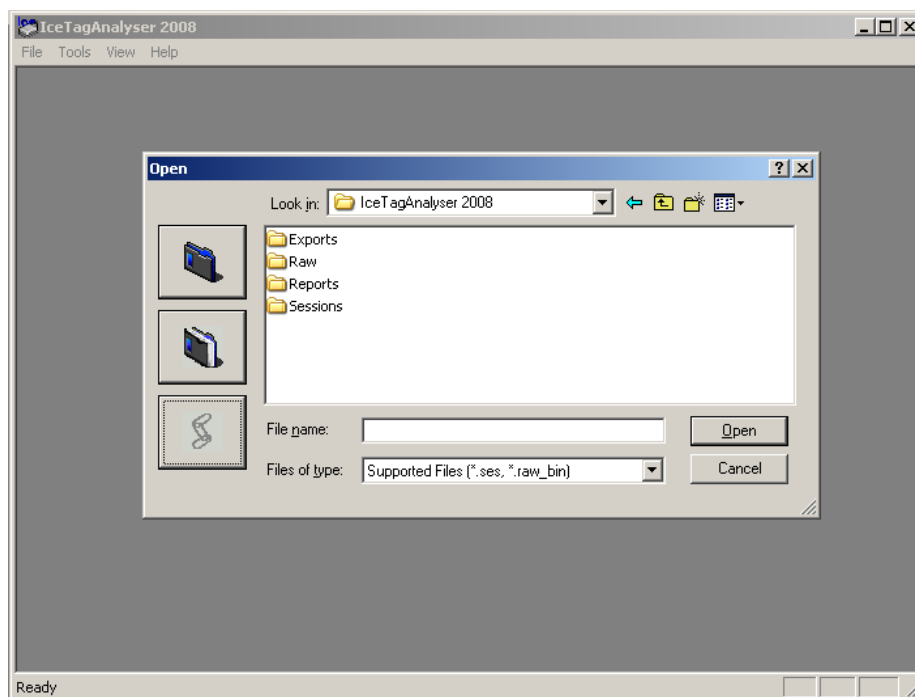 IceTagAnalyser 2008
File Tools View Help
Open
Look in: IceTagAnalyser 2008
Exports
Raw
Reports
Sessions
File name:
Open
Files of type: Supported Files (*.ses, *.raw_bin)
Cancel
Ready